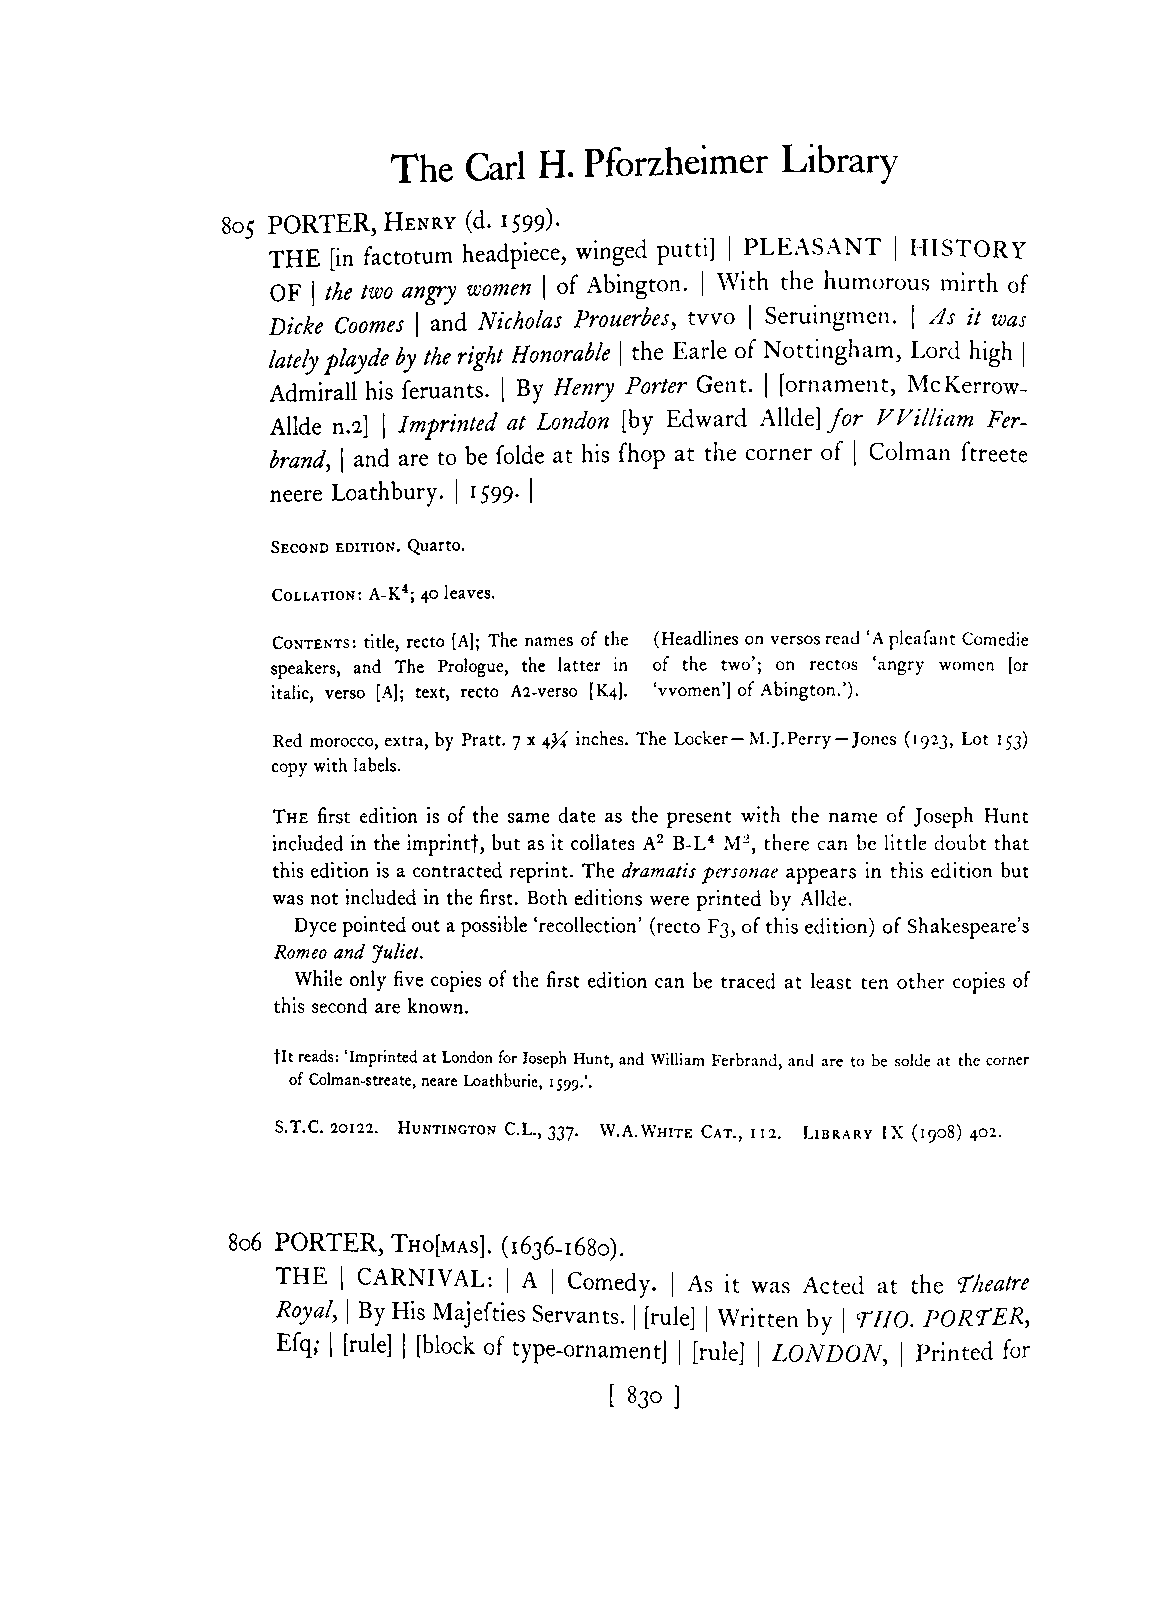 The Carl H. Pforzheimer Library
805 PORTER, HENRY (d. 1599).
THE [in factotum headpiece, winged putti] | PLEASANT | HISTORY
OF | the two angry women | of Abington. | With the humorous mirth of
Dicke Coomes | and Nicholas Prouerbes, tvvo | Seruingmen. | As it was
lately playde by the right Honorable | the Earle of Nottingham, Lord high |
Admirall his ſeruants. | By Henry Porter Gent. | [ornament, McKerrow-
Allde n.2] | Imprinted at London [by Edward Allde] for VVilliam Fer-
brand, | and are to be ſolde at his ſhop at the corner of | Colman ſtreete
neere Loathbury. | 1599. |
SECOND EDITION. Quarto.
COLLATION: A-K⁴; 40 leaves.
CONTENTS: title, recto [A]; The names of the
speakers, and The Prologue, the latter in
italic, verso [A]; text, recto A2-verso [K4].
(Headlines on versos read ‘A pleaſant Comedie
of the two’; on rectos ‘angry women [or
‘vvomen’] of Abington.’).
Red morocco, extra, by Pratt. 7 x 4¾ inches. The Locker—M.J.Perry—Jones (1923, Lot 153)
copy with labels.
THE first edition is of the same date as the present with the name of Joseph Hunt
included in the imprint†, but as it collates A² B-L⁴ M², there can be little doubt that
this edition is a contracted reprint. The dramatis personae appears in this edition but
was not included in the first. Both editions were printed by Allde.
Dyce pointed out a possible ‘recollection’ (recto F3, of this edition) of Shakespeare’s
Romeo and Juliet.
While only five copies of the first edition can be traced at least ten other copies of
this second are known.
†It reads: ‘Imprinted at London for Ioseph Hunt, and William Ferbrand, and are to be solde at the corner
of Colman-streate, neare Loathburie, 1599.’.
S.T.C. 20122. HUNTINGTON C.L., 337. W.A.WHITE CAT., 112. LIBRARY IX (1908) 402.
806 PORTER, THO[MAS]. (1636-1680).
THE | CARNIVAL: | A | Comedy. | As it was Acted at the Theatre
Royal, | By His Majeſties Servants. | [rule] | Written by | THO. PORTER,
Eſq; | [rule] | [block of type-ornament] | [rule] | LONDON, | Printed for
[ 830 ]